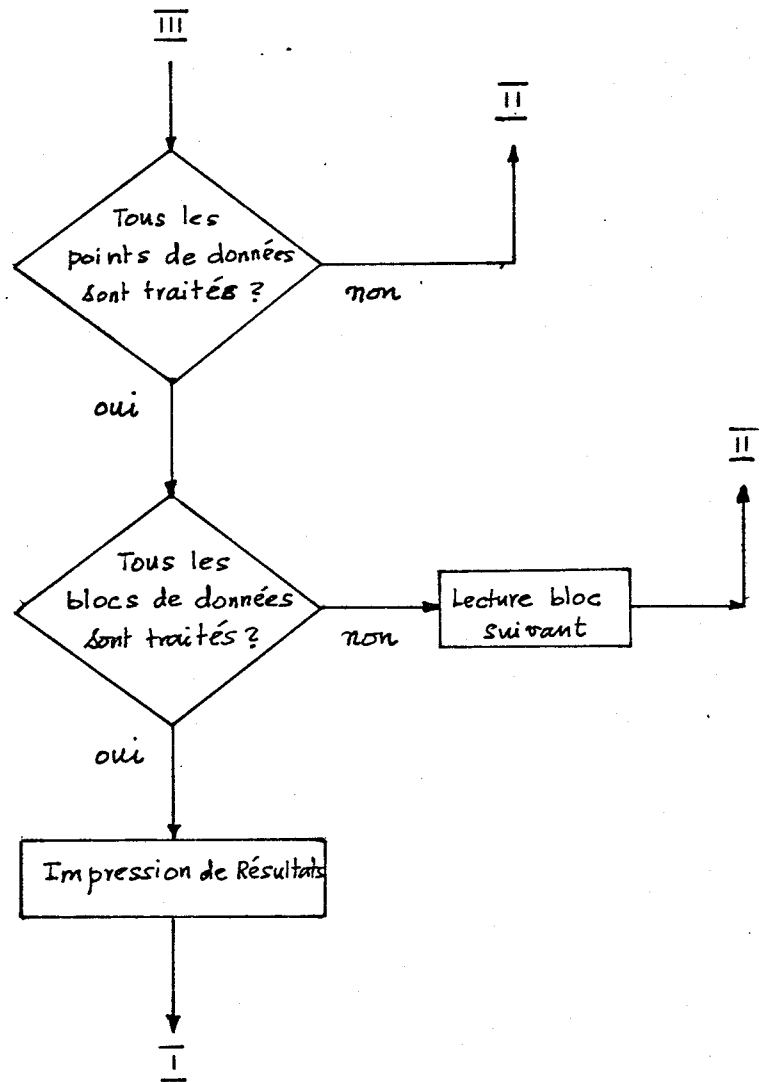 III
II
Tous les
points de données
sont traités ?
non
oui
II
Tous les
blocs de données
sont traités ?
non
Lecture bloc
suivant
oui
Impression de Résultats
I